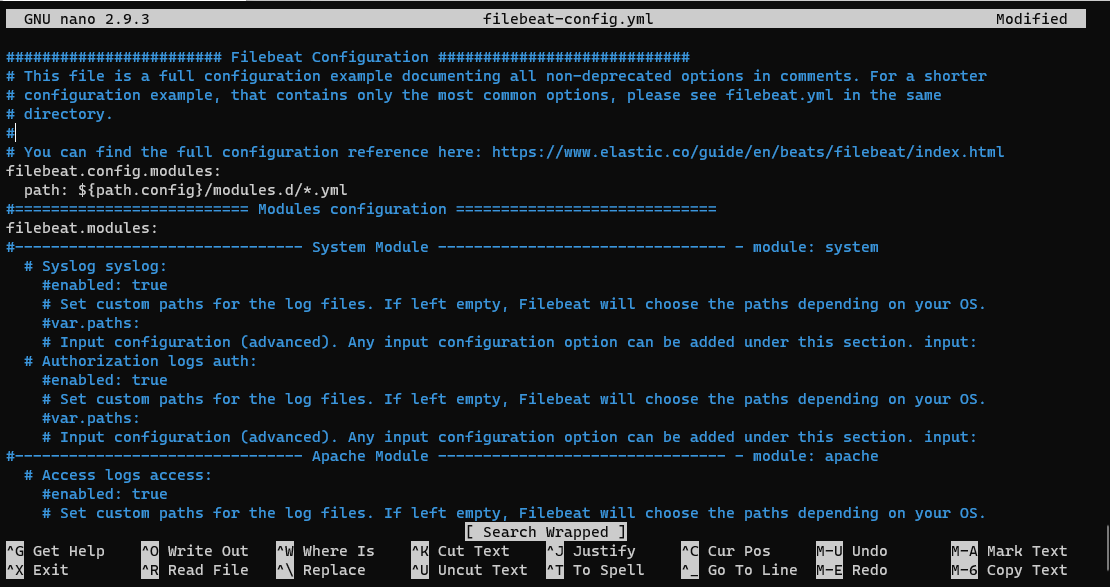 GNU nano 2.9.3 filebeat-config.yml Modified
######################## Filebeat Configuration ############################
# This file is a full configuration example documenting all non-deprecated options in comments. For a shorter
# configuration example, that contains only the most common options, please see filebeat.yml in the same
# directory.
#
# You can find the full configuration reference here: https://www.elastic.co/guide/en/beats/filebeat/index.html
filebeat.config.modules:
  path: ${path.config}/modules.d/*.yml
#========================== Modules configuration =============================
filebeat.modules:
#-------------------------------- System Module -------------------------------- - module: system
  # Syslog syslog:
    #enabled: true
    # Set custom paths for the log files. If left empty, Filebeat will choose the paths depending on your OS.
    #var.paths:
    # Input configuration (advanced). Any input configuration option can be added under this section. input:
  # Authorization logs auth:
    #enabled: true
    # Set custom paths for the log files. If left empty, Filebeat will choose the paths depending on your OS.
    #var.paths:
    # Input configuration (advanced). Any input configuration option can be added under this section. input:
#-------------------------------- Apache Module -------------------------------- - module: apache
  # Access logs access:
    #enabled: true
    # Set custom paths for the log files. If left empty, Filebeat will choose the paths depending on your OS.
[ Search Wrapped ]
^G Get Help ^O Write Out ^W Where Is ^K Cut Text ^J Justify ^C Cur Pos M-U Undo M-A Mark Text
^X Exit ^R Read File ^\ Replace ^U Uncut Text ^T To Spell ^_ Go To Line M-E Redo M-6 Copy Text